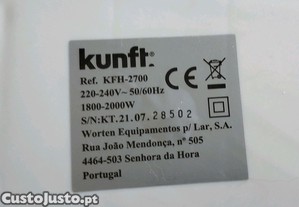 kunft
Ref. KFH-2700
220-240V~ 50/60Hz
1800-2000W
S/N:KT.21.07.28502
Worten Equipamentos p/ Lar, S.A.
Rua João Mendonça, nº 505
4464-503 Senhora da Hora
Portugal
CustoJusto.pt